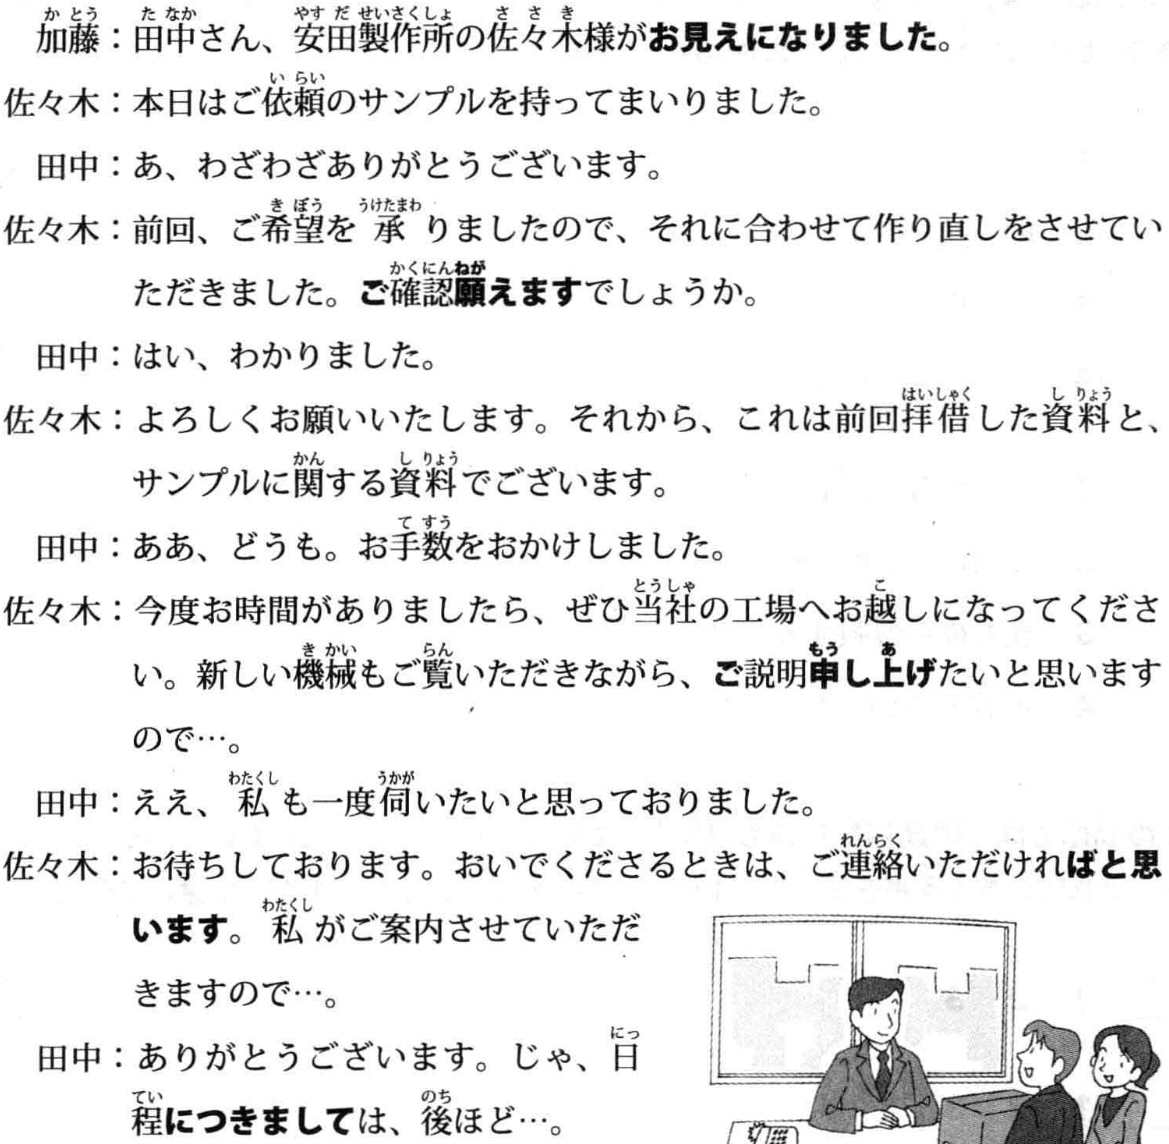 加藤：田中さん、安田製作所の佐々木様がお見えになりました。
佐々木：本日はご依頼のサンプルを持ってまいりました。
田中：あ、わざわざありがとうございます。
佐々木：前回、ご希望を承りましたので、それに合わせて作り直しをさせてい
ただきました。ご確認願えますでしょうか。
田中：はい、わかりました。
佐々木：よろしくお願いいたします。それから、これは前回拝借した資料と、
サンプルに関する資料でございます。
田中：ああ、どうも。お手数をおかけしました。
佐々木：今度お時間がありましたら、ぜひ当社の工場へお越しになってくださ
い。新しい機械もご覧いただきながら、ご説明申し上げたいと思います
ので…。
田中：ええ、私も一度伺いたいと思っておりました。
佐々木：お待ちしております。おいでくださるときは、ご連絡いただければと思
います。私がご案内させていただ
きますので…。
田中：ありがとうございます。じゃ、日
程につきましては、後ほど…。